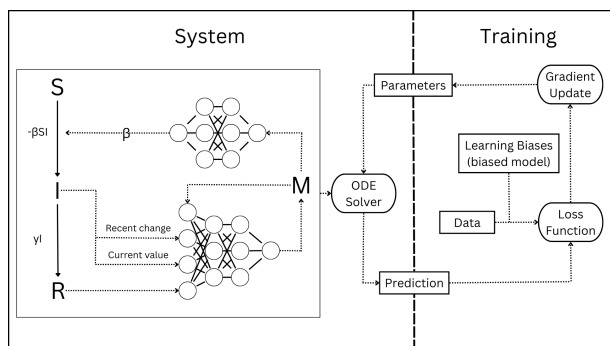 System
Training
S
-βSI
β
I
Recent change
yI
Current value
R
M
ODE
Solver
Parameters
Gradient
Update
Learning Biases
(biased model)
Data
Loss
Function
Prediction